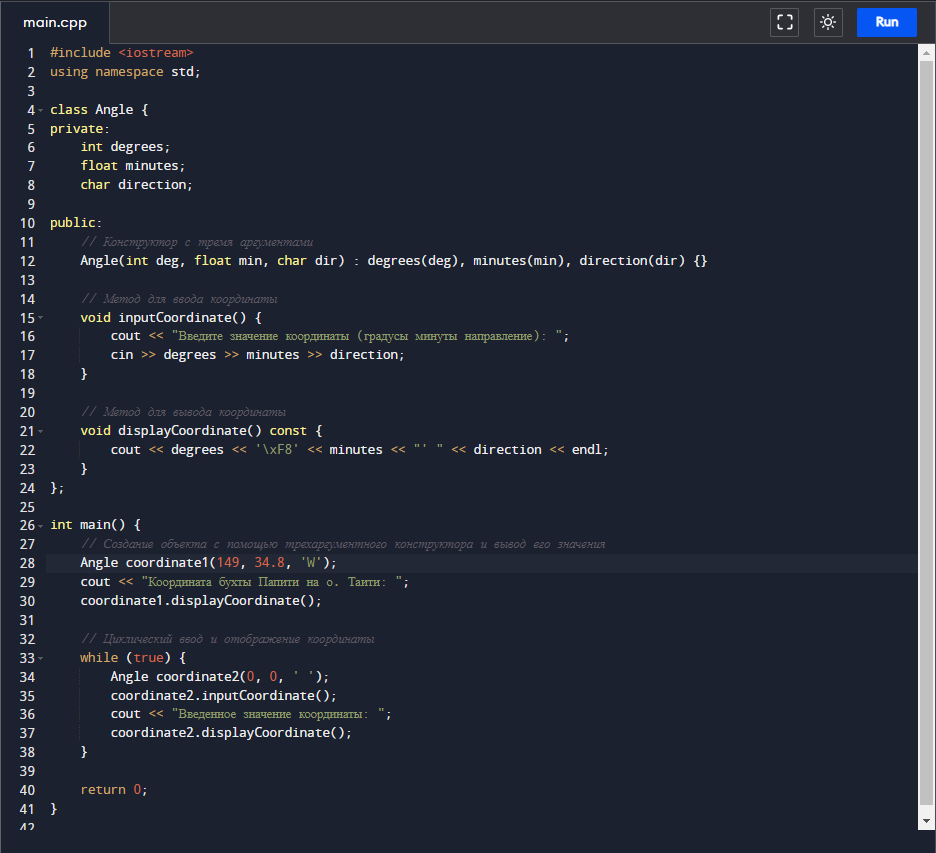 main.cpp
Run
1 #include <iostream>
2 using namespace std;
3
4 class Angle {
5 private:
6     int degrees;
7     float minutes;
8     char direction;
9
10 public:
11     // Конструктор с тремя аргументами
12     Angle(int deg, float min, char dir) : degrees(deg), minutes(min), direction(dir) {}
13
14     // Метод для ввода координаты
15     void inputCoordinate() {
16         cout << "Введите значение координаты (градусы минуты направление): ";
17         cin >> degrees >> minutes >> direction;
18     }
19
20     // Метод для вывода координаты
21     void displayCoordinate() const {
22         cout << degrees << '\xF8' << minutes << "' " << direction << endl;
23     }
24 };
25
26 int main() {
27     // Создание объекта с помощью трехаргументного конструктора и вывод его значения
28     Angle coordinate1(149, 34.8, 'W');
29     cout << "Координата бухты Папити на о. Таити: ";
30     coordinate1.displayCoordinate();
31
32     // Циклический ввод и отображение координаты
33     while (true) {
34         Angle coordinate2(0, 0, ' ');
35         coordinate2.inputCoordinate();
36         cout << "Введенное значение координаты: ";
37         coordinate2.displayCoordinate();
38     }
39
40     return 0;
41 }
42